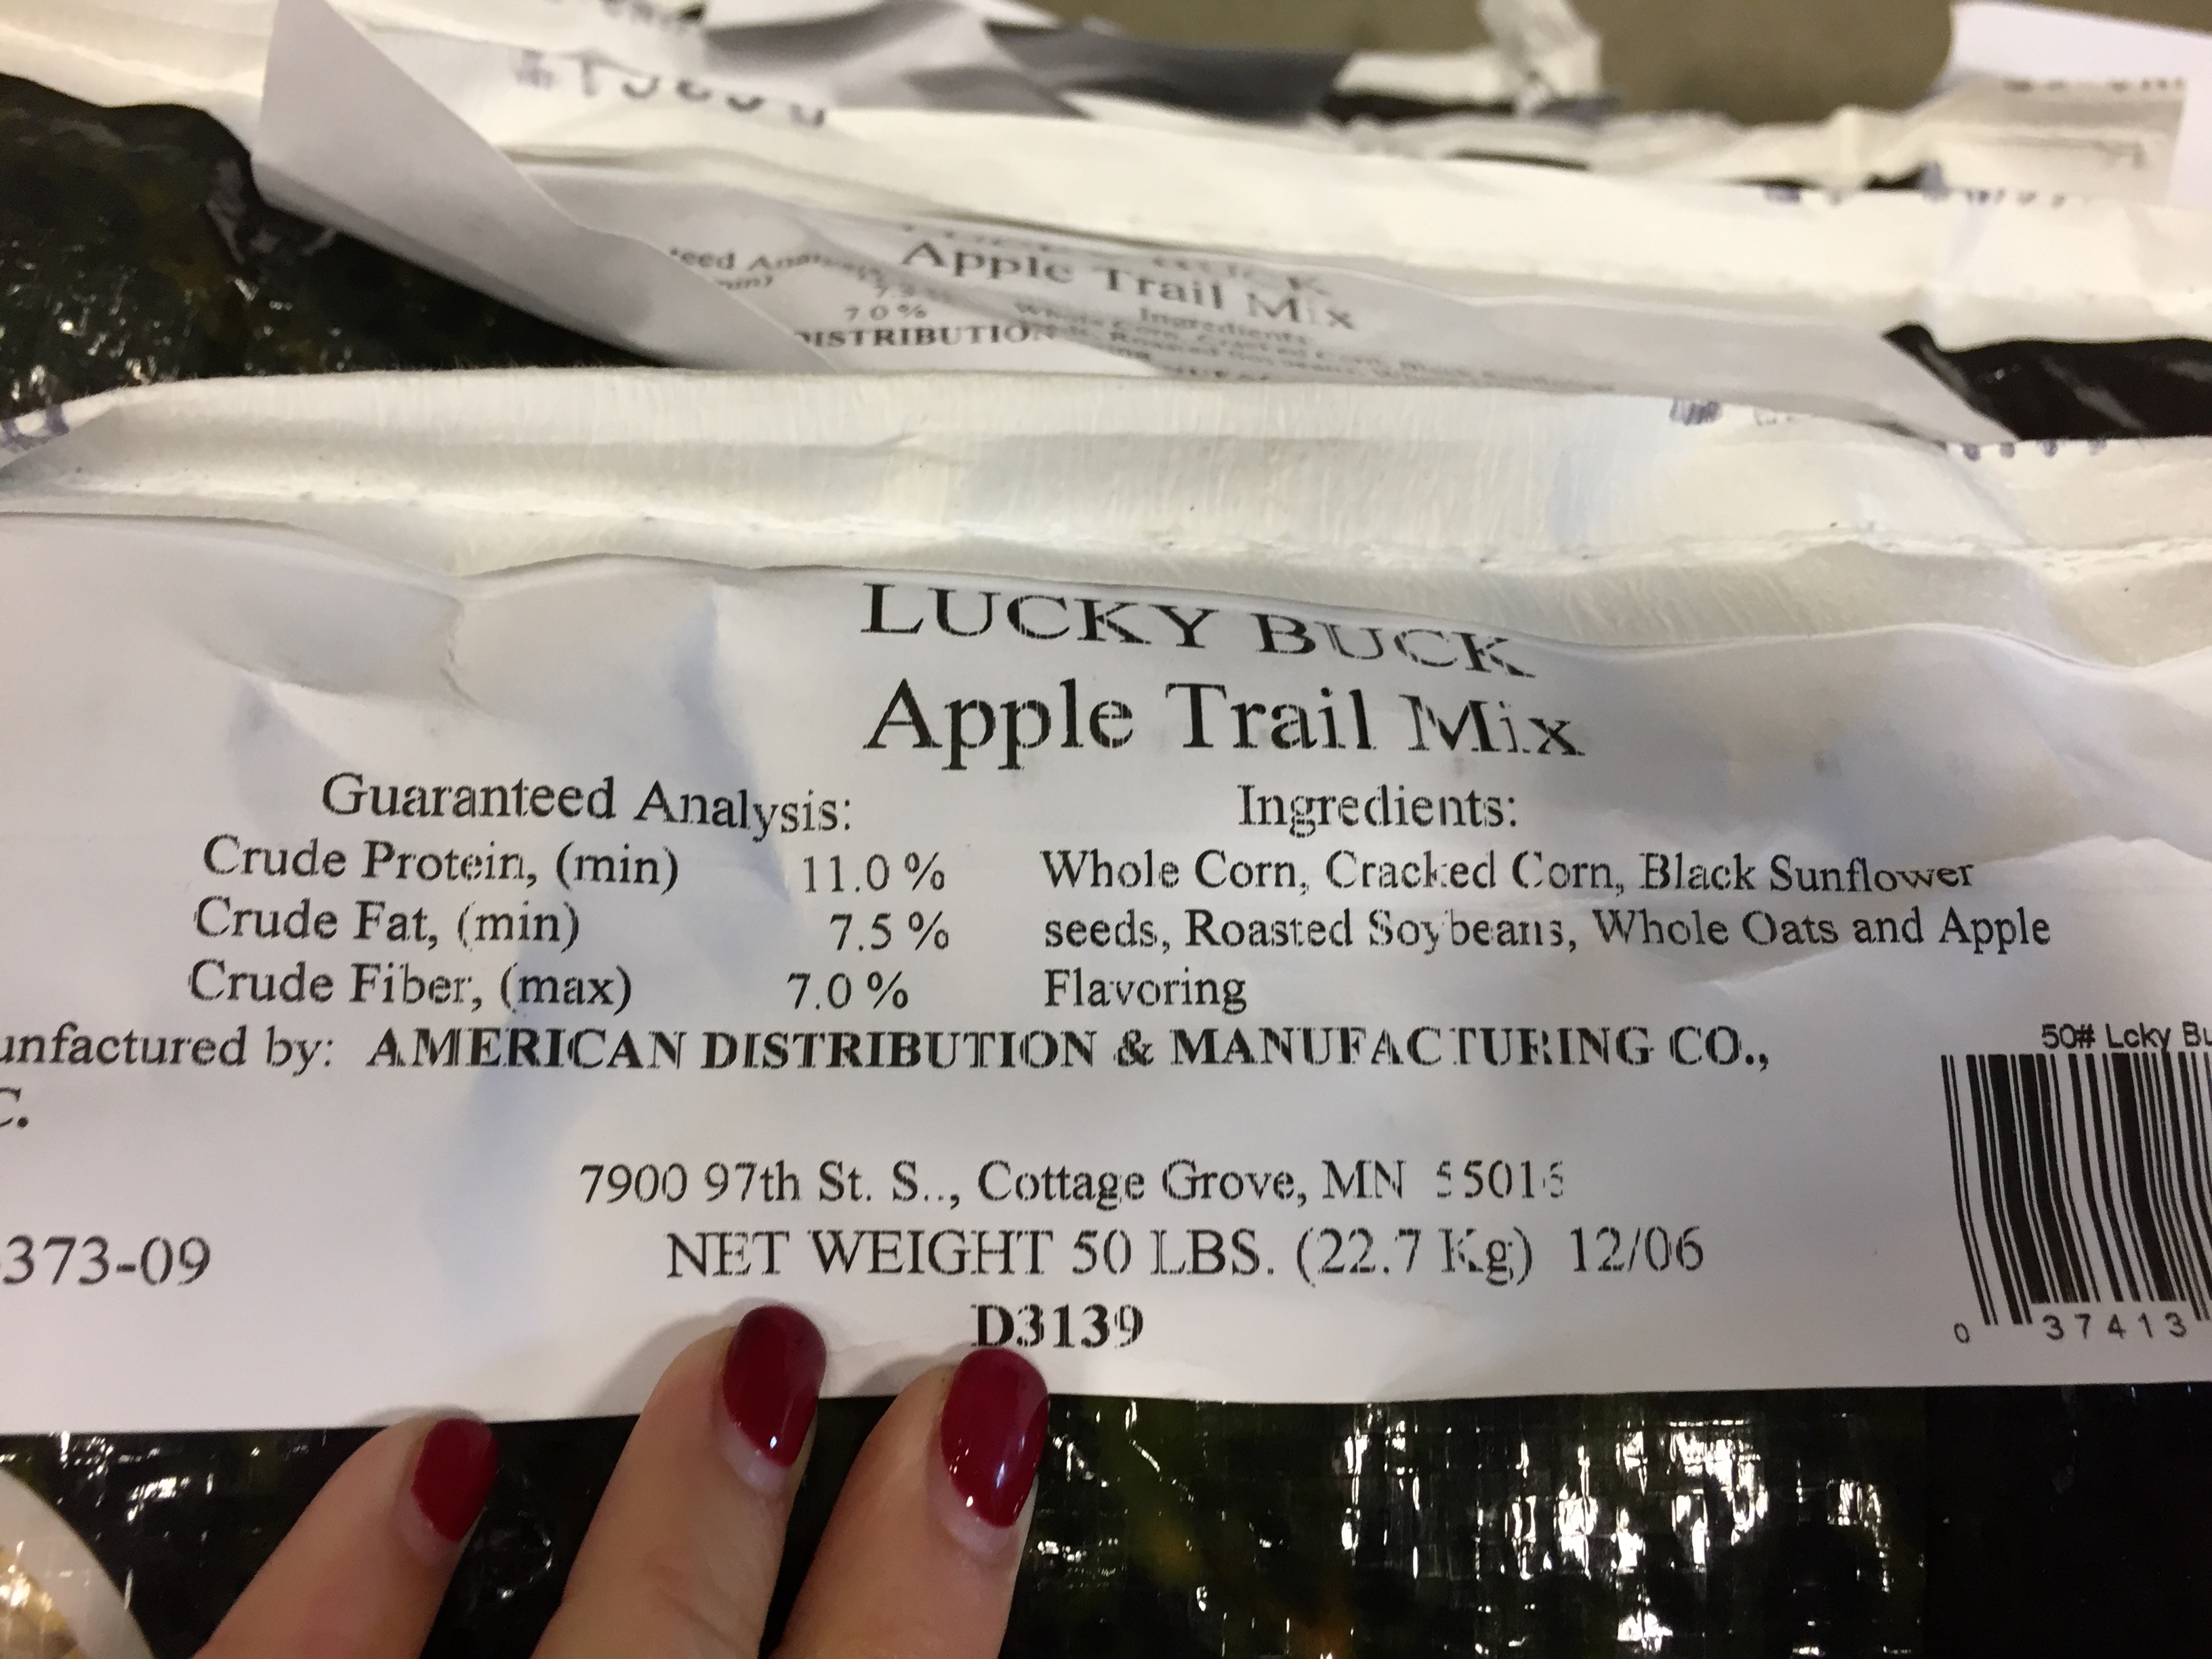 Apple Trail Mix
70%
Ingredients:
LUCKY BUCK
Apple Trail Mix
Guaranteed Analysis:
Crude Protein, (min) 11.0 %
Crude Fat, (min) 7.5 %
Crude Fiber, (max) 7.0 %
Ingredients:
Whole Corn, Cracked Corn, Black Sunflower
seeds, Roasted Soybeans, Whole Oats and Apple
Flavoring
unfactured by: AMERICAN DISTRIBUTION & MANUFACTURING CO.,
C.
7900 97th St. S.., Cottage Grove, MN 55016
373-09
NET WEIGHT 50 LBS. (22.7 Kg) 12/06
D3139
50# Lcky Bu
0 37413